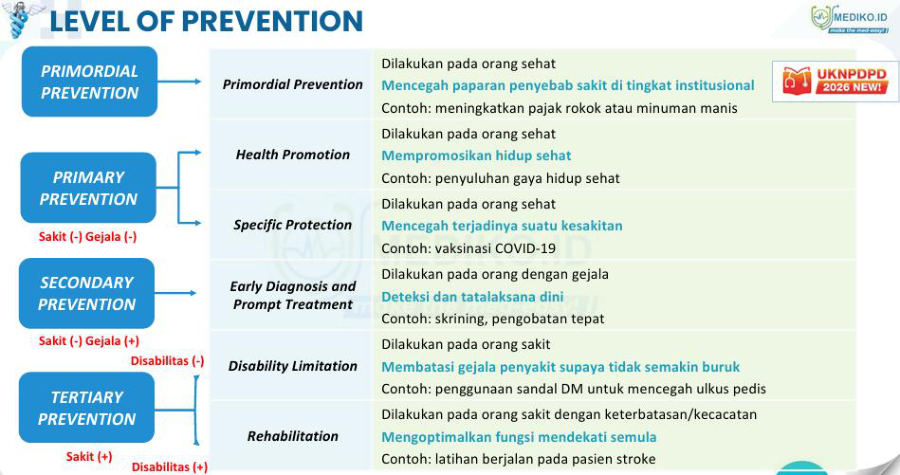 LEVEL OF PREVENTION
MEDIKO.ID
make the med-easy!
UKNPDPD
2026 NEW!
PRIMORDIAL
PREVENTION
Primordial Prevention
Dilakukan pada orang sehat
Mencegah paparan penyebab sakit di tingkat institusional
Contoh: meningkatkan pajak rokok atau minuman manis
PRIMARY
PREVENTION
Sakit (-) Gejala (-)
Health Promotion
Dilakukan pada orang sehat
Mempromosikan hidup sehat
Contoh: penyuluhan gaya hidup sehat
Specific Protection
Dilakukan pada orang sehat
Mencegah terjadinya suatu kesakitan
Contoh: vaksinasi COVID-19
SECONDARY
PREVENTION
Sakit (-) Gejala (+)
Early Diagnosis and
Prompt Treatment
Dilakukan pada orang dengan gejala
Deteksi dan tatalaksana dini
Contoh: skrining, pengobatan tepat
TERTIARY
PREVENTION
Sakit (+)
Disabilitas (-)
Disability Limitation
Dilakukan pada orang sakit
Membatasi gejala penyakit supaya tidak semakin buruk
Contoh: penggunaan sandal DM untuk mencegah ulkus pedis
Disabilitas (+)
Rehabilitation
Dilakukan pada orang sakit dengan keterbatasan/kecacatan
Mengoptimalkan fungsi mendekati semula
Contoh: latihan berjalan pada pasien stroke
MEDIKO.ID